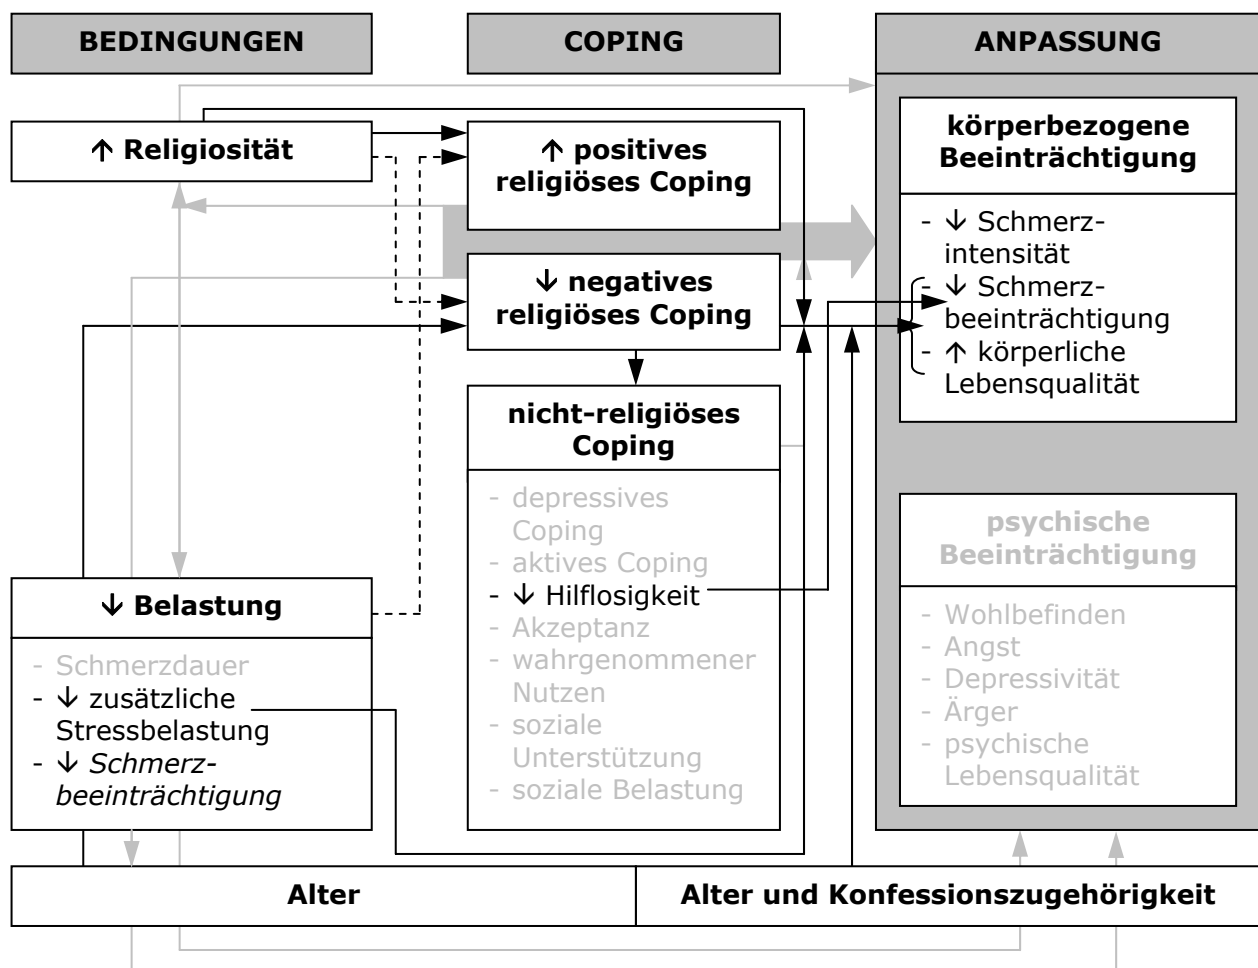 BEDINGUNGEN
COPING
ANPASSUNG
↑ Religiosität
↑ positives
religiöses Coping
körperbezogene
Beeinträchtigung
- ↓ Schmerz-
intensität
- ↓ Schmerz-
beeinträchtigung
- ↑ körperliche
Lebensqualität
↓ negatives
religiöses Coping
nicht-religiöses
Coping
- depressives
Coping
- aktives Coping
- ↓ Hilflosigkeit
- Akzeptanz
- wahrgenommener
Nutzen
- soziale
Unterstützung
- soziale Belastung
psychische
Beeinträchtigung
- Wohlbefinden
- Angst
- Depressivität
- Ärger
- psychische
Lebensqualität
↓ Belastung
- Schmerzdauer
- ↓ zusätzliche
Stressbelastung
- ↓ Schmerz-
beeinträchtigung
Alter
Alter und Konfessionszugehörigkeit